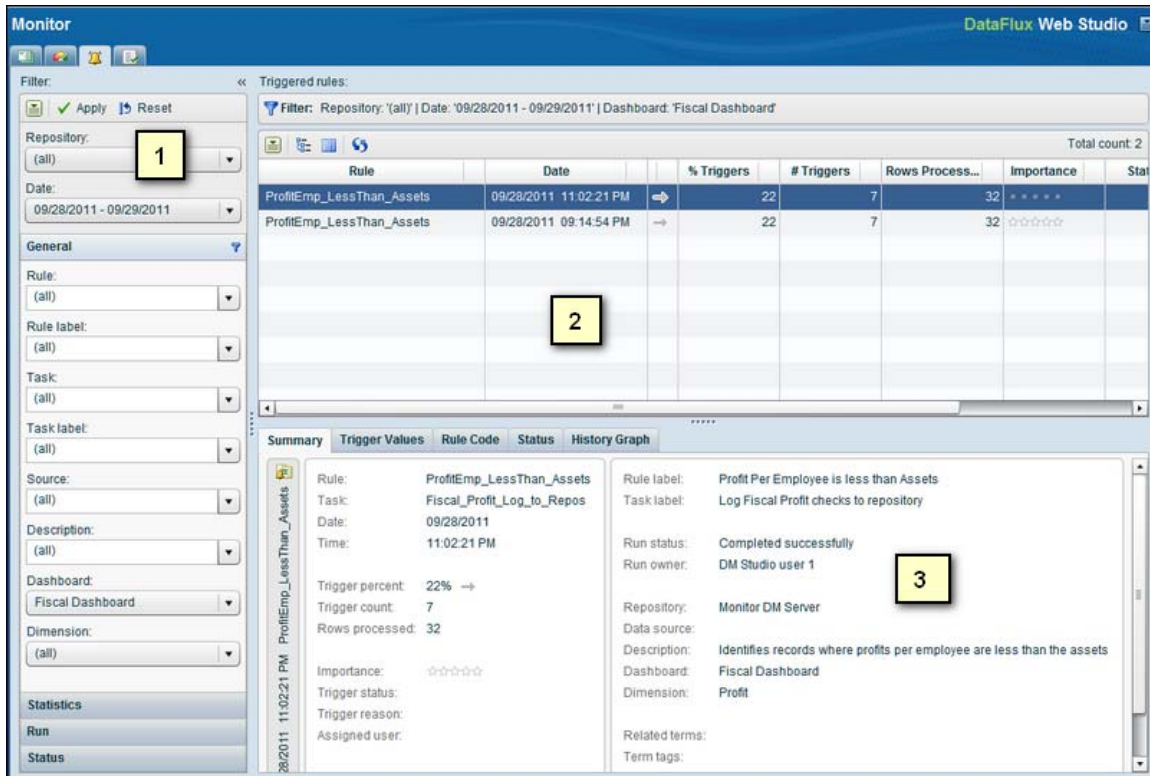 Monitor
DataFlux Web Studio
Filter:
«
Apply
Reset
Repository:
(all)
1
Date:
09/28/2011 - 09/29/2011
General
Rule:
(all)
Rule label:
(all)
Task:
(all)
Task label:
(all)
Source:
(all)
Description:
(all)
Dashboard:
Fiscal Dashboard
Dimension:
(all)
Statistics
Run
Status
Triggered rules:
Filter: Repository: '(all)' | Date: '09/28/2011 - 09/29/2011' | Dashboard: 'Fiscal Dashboard'
Total count: 2
Rule Date % Triggers # Triggers Rows Process... Importance Stat
ProfitEmp_LessThan_Assets 09/28/2011 11:02:21 PM 22 7 32
ProfitEmp_LessThan_Assets 09/28/2011 09:14:54 PM 22 7 32
2
Summary Trigger Values Rule Code Status History Graph
28/2011 11:02:21 PM ProfitEmp_LessThan_Assets
Rule: ProfitEmp_LessThan_Assets
Task: Fiscal_Profit_Log_to_Repos
Date: 09/28/2011
Time: 11:02:21 PM
Trigger percent: 22%
Trigger count: 7
Rows processed: 32
Importance:
Trigger status:
Trigger reason:
Assigned user:
Rule label: Profit Per Employee is less than Assets
Task label: Log Fiscal Profit checks to repository
Run status: Completed successfully
Run owner: DM Studio user 1
3
Repository: Monitor DM Server
Data source:
Description: Identifies records where profits per employee are less than the assets
Dashboard: Fiscal Dashboard
Dimension: Profit
Related terms:
Term tags: